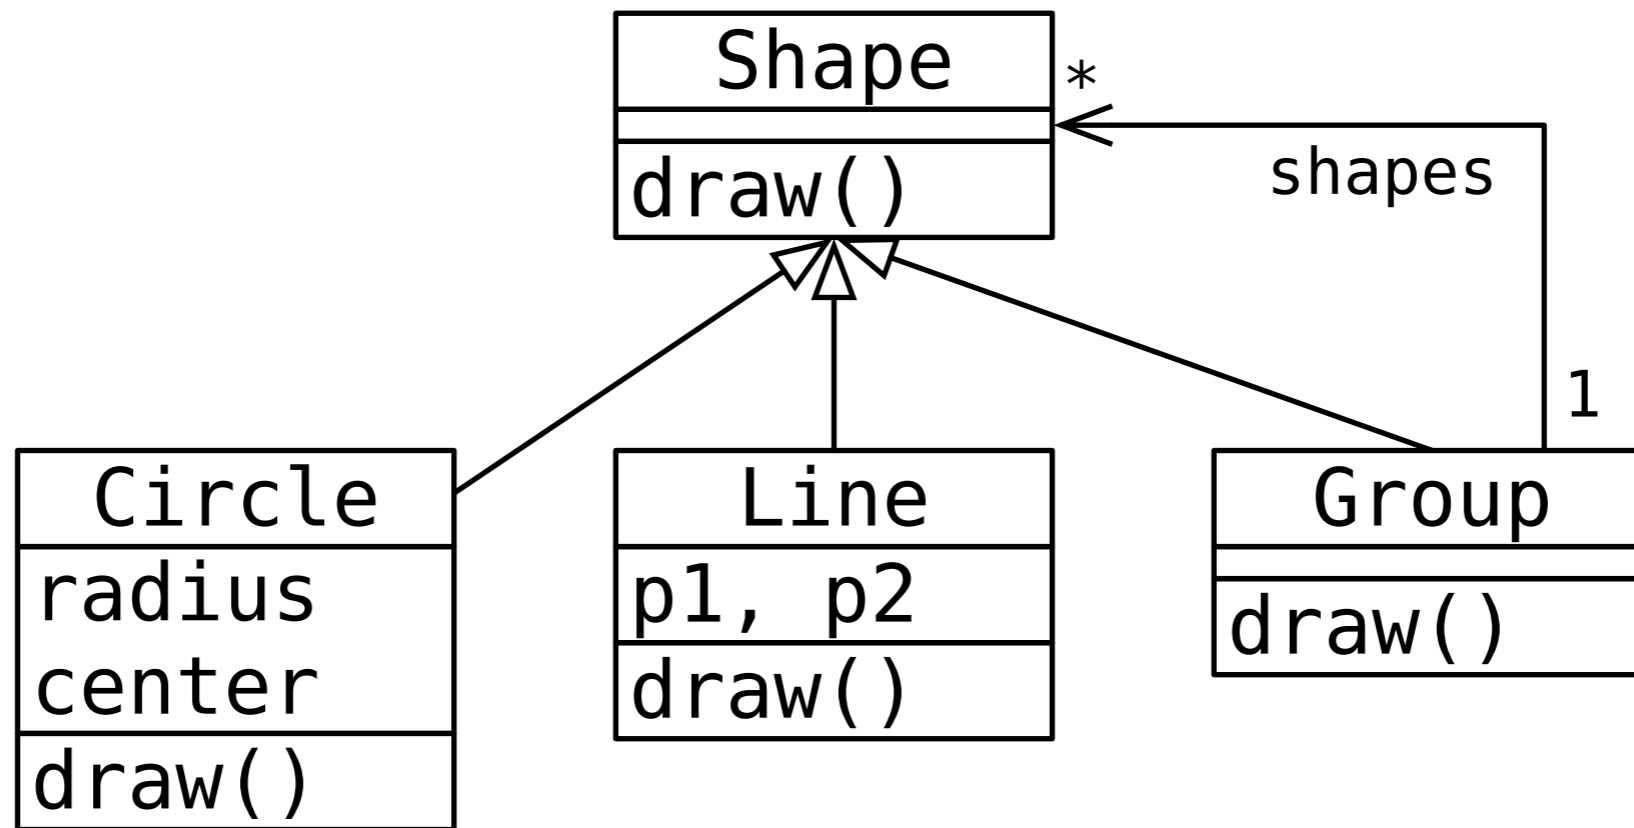 Shape
*
draw()
shapes
1
Circle
radius
center
draw()
Line
p1, p2
draw()
Group
draw()